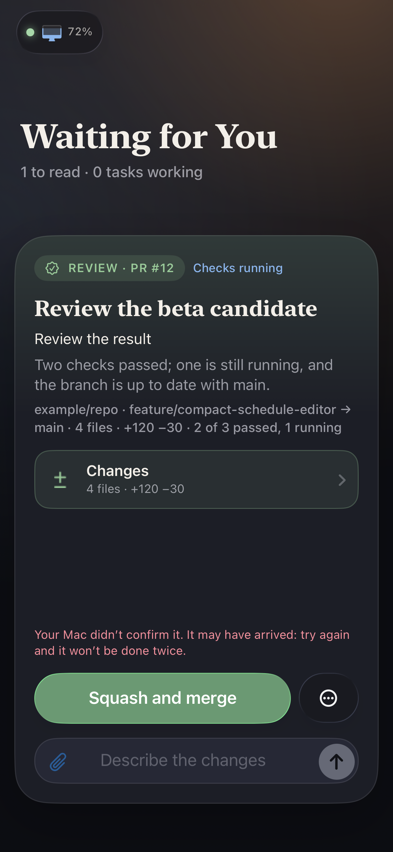 72%
Waiting for You
1 to read · 0 tasks working
REVIEW · PR #12 Checks running
Review the beta candidate
Review the result
Two checks passed; one is still running, and
the branch is up to date with main.
example/repo · feature/compact-schedule-editor →
main · 4 files · +120 −30 · 2 of 3 passed, 1 running
Changes
4 files · +120 −30
Your Mac didn’t confirm it. It may have arrived: try again
and it won’t be done twice.
Squash and merge
Describe the changes